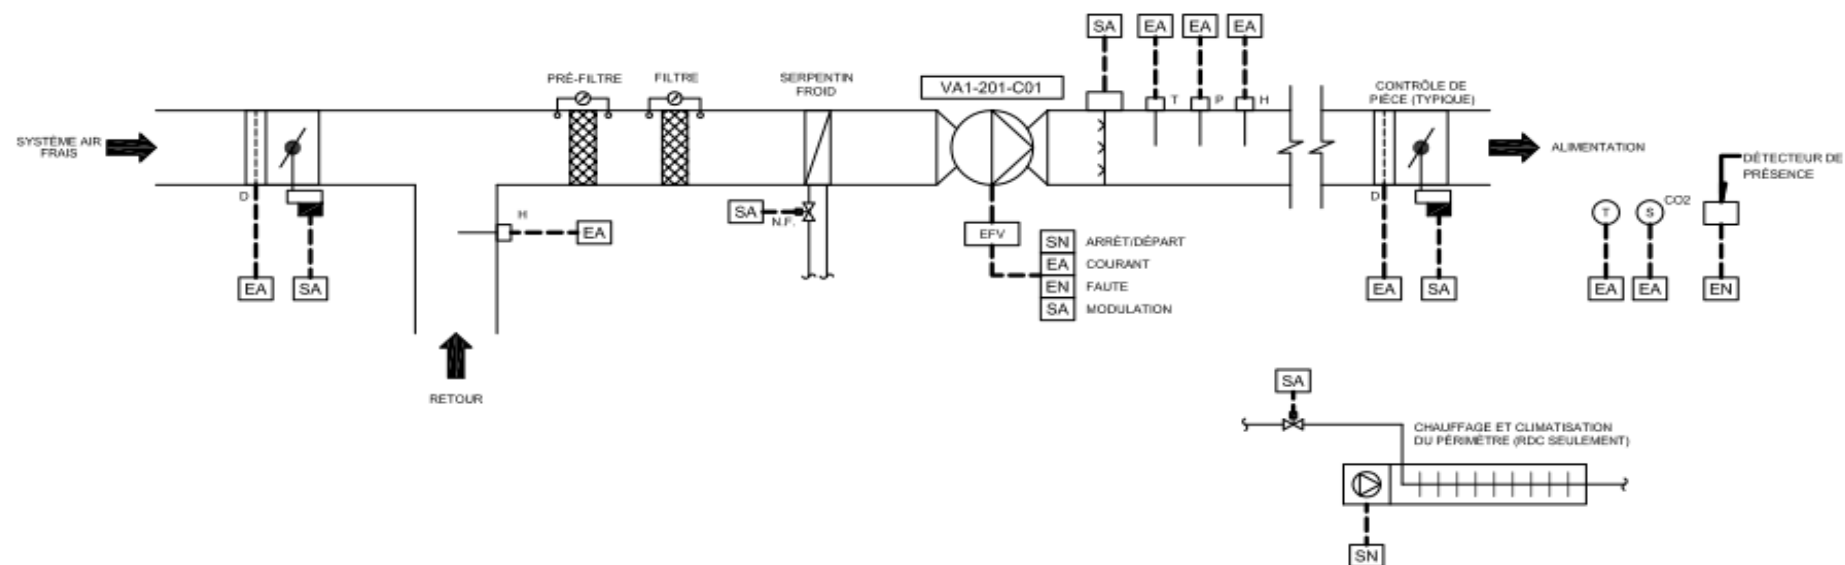 SA
EA
EA
EA
PRÉ-FILTRE
FILTRE
SERPENTIN
FROID
VA1-201-C01
CONTRÔLE DE
PIÈCE (TYPIQUE)
T
P
H
SYSTÈME AIR
FRAIS
ALIMENTATION
DÉTECTEUR DE
PRÉSENCE
D
H
EA
SA
N.F.
EFV
SN ARRÊT/DÉPART
EA COURANT
EN FAUTE
SA MODULATION
D
T
S
CO2
EA
SA
EA
SA
EA
EA
EN
RETOUR
SA
CHAUFFAGE ET CLIMATISATION
DU PÉRIMÈTRE (RDC SEULEMENT)
SN